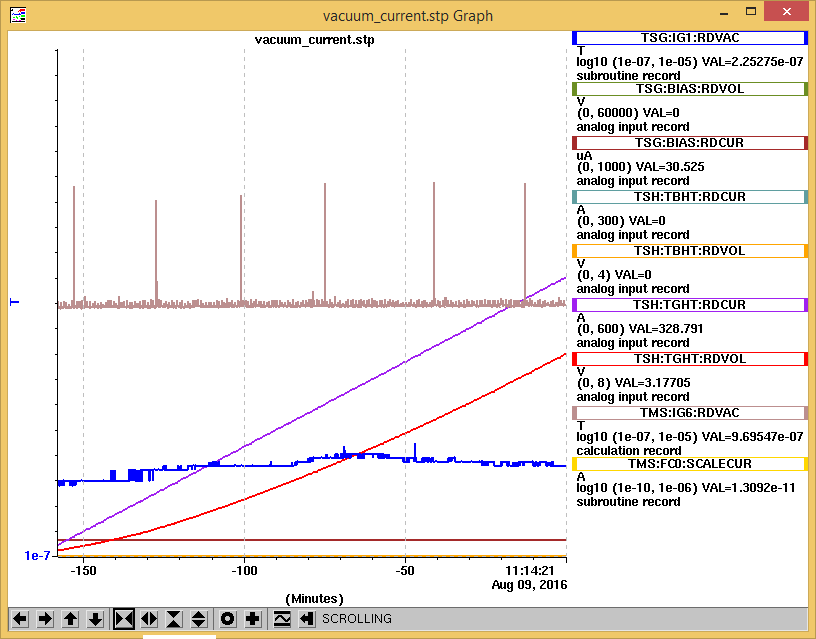 vacuum_current.stp Graph
vacuum_current.stp
T
1e-7
-150
-100
-50
11:14:21
Aug 09, 2016
(Minutes)
TSG:IG1:RDVAC
T
log10 (1e-07, 1e-05) VAL=2.25275e-07
subroutine record
TSG:BIAS:RDVOL
V
(0, 60000) VAL=0
analog input record
TSG:BIAS:RDCUR
uA
(0, 1000) VAL=30.525
analog input record
TSH:TBHT:RDCUR
A
(0, 300) VAL=0
analog input record
TSH:TBHT:RDVOL
V
(0, 4) VAL=0
analog input record
TSH:TGHT:RDCUR
A
(0, 600) VAL=328.791
analog input record
TSH:TGHT:RDVOL
V
(0, 8) VAL=3.17705
analog input record
TMS:IG6:RDVAC
T
log10 (1e-07, 1e-05) VAL=9.69547e-07
calculation record
TMS:FC0:SCALECUR
A
log10 (1e-10, 1e-06) VAL=1.3092e-11
subroutine record
SCROLLING